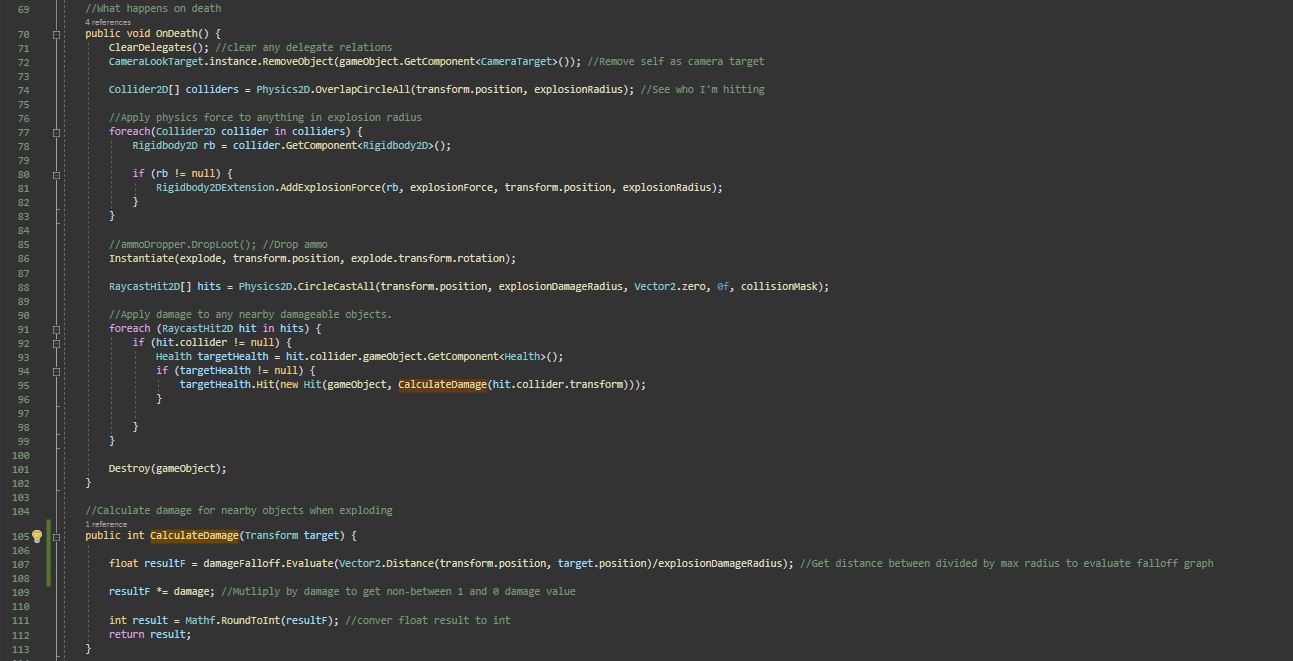 69 //What happens on death
4 references
70 public void OnDeath() {
71 ClearDelegates(); //clear any delegate relations
72 CameraLookTarget.instance.RemoveObject(gameObject.GetComponent<CameraTarget>()); //Remove self as camera target
73
74 Collider2D[] colliders = Physics2D.OverlapCircleAll(transform.position, explosionRadius); //See who I'm hitting
75
76 //Apply physics force to anything in explosion radius
77 foreach(Collider2D collider in colliders) {
78 Rigidbody2D rb = collider.GetComponent<Rigidbody2D>();
79
80 if (rb != null) {
81 Rigidbody2DExtension.AddExplosionForce(rb, explosionForce, transform.position, explosionRadius);
82 }
83 }
84
85 //ammoDropper.DropLoot(); //Drop ammo
86 Instantiate(explode, transform.position, explode.transform.rotation);
87
88 RaycastHit2D[] hits = Physics2D.CircleCastAll(transform.position, explosionDamageRadius, Vector2.zero, 0f, collisionMask);
89
90 //Apply damage to any nearby damageable objects.
91 foreach (RaycastHit2D hit in hits) {
92 if (hit.collider != null) {
93 Health targetHealth = hit.collider.gameObject.GetComponent<Health>();
94 if (targetHealth != null) {
95 targetHealth.Hit(new Hit(gameObject, CalculateDamage(hit.collider.transform)));
96 }
97
98 }
99 }
100
101 Destroy(gameObject);
102 }
103
104 //Calculate damage for nearby objects when exploding
1 reference
105 public int CalculateDamage(Transform target) {
106
107 float resultF = damageFalloff.Evaluate(Vector2.Distance(transform.position, target.position)/explosionDamageRadius); //Get distance between divided by max radius to evaluate falloff graph
108
109 resultF *= damage; //Mutliply by damage to get non-between 1 and 0 damage value
110
111 int result = Mathf.RoundToInt(resultF); //conver float result to int
112 return result;
113 }